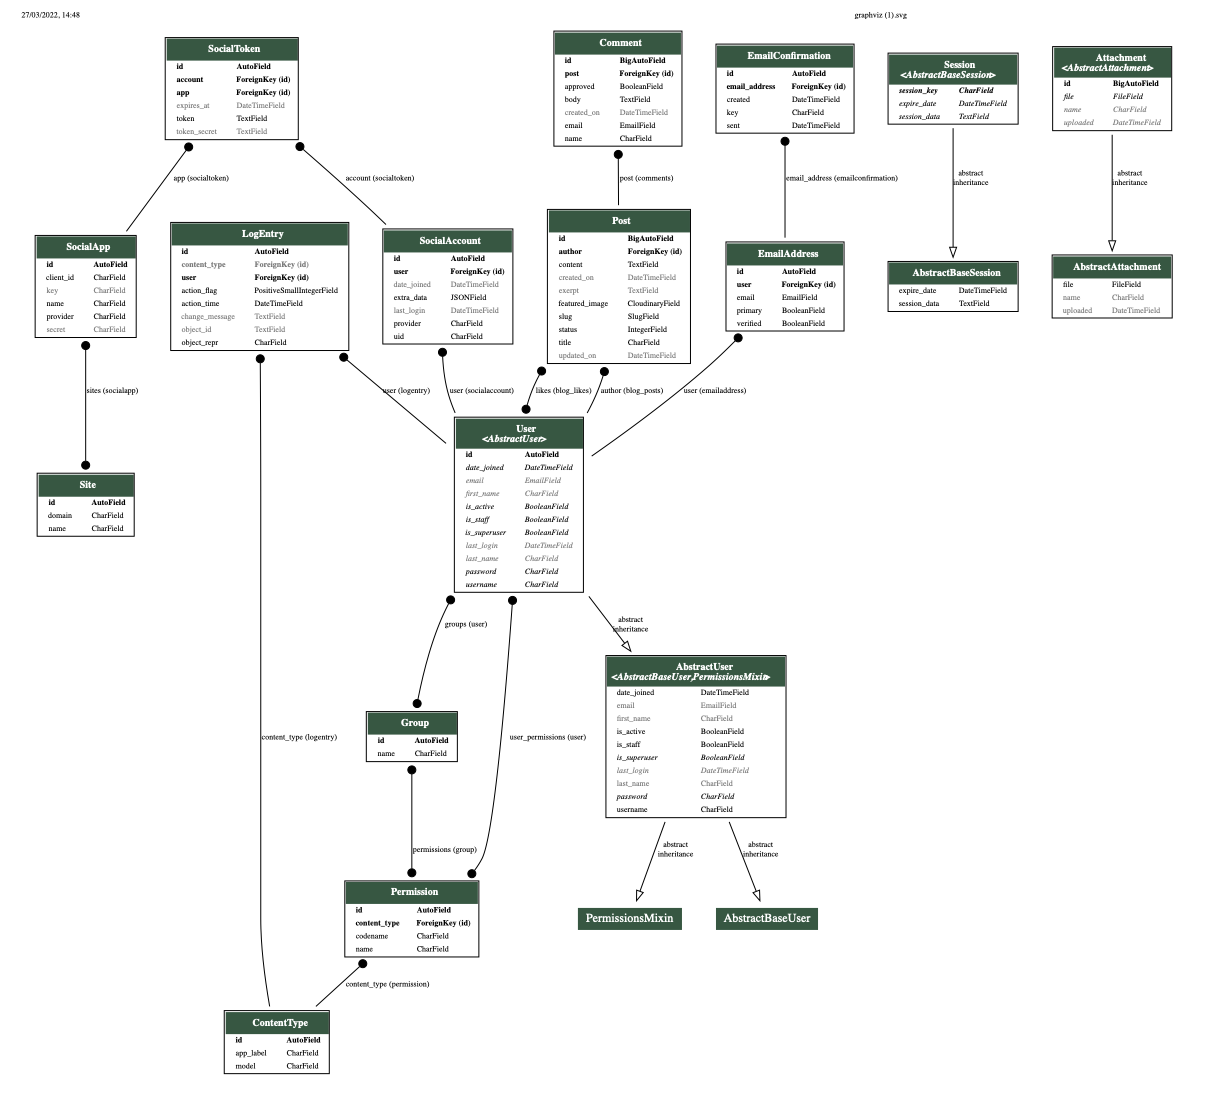 27/03/2022, 14:48
graphviz (1).svg
SocialToken
id AutoField
account ForeignKey (id)
app ForeignKey (id)
expires_at DateTimeField
token TextField
token_secret TextField
Comment
id BigAutoField
post ForeignKey (id)
approved BooleanField
body TextField
created_on DateTimeField
email EmailField
name CharField
EmailConfirmation
id AutoField
email_address ForeignKey (id)
created DateTimeField
key CharField
sent DateTimeField
Session
<AbstractBaseSession>
session_key CharField
expire_date DateTimeField
session_data TextField
Attachment
<AbstractAttachment>
id BigAutoField
file FileField
name CharField
uploaded DateTimeField
app (socialtoken)
account (socialtoken)
post (comments)
email_address (emailconfirmation)
abstract
inheritance
abstract
inheritance
SocialApp
id AutoField
client_id CharField
key CharField
name CharField
provider CharField
secret CharField
LogEntry
id AutoField
content_type ForeignKey (id)
user ForeignKey (id)
action_flag PositiveSmallIntegerField
action_time DateTimeField
change_message TextField
object_id TextField
object_repr CharField
SocialAccount
id AutoField
user ForeignKey (id)
date_joined DateTimeField
extra_data JSONField
last_login DateTimeField
provider CharField
uid CharField
Post
id BigAutoField
author ForeignKey (id)
content TextField
created_on DateTimeField
exerpt TextField
featured_image CloudinaryField
slug SlugField
status IntegerField
title CharField
updated_on DateTimeField
EmailAddress
id AutoField
user ForeignKey (id)
email EmailField
primary BooleanField
verified BooleanField
AbstractBaseSession
expire_date DateTimeField
session_data TextField
AbstractAttachment
file FileField
name CharField
uploaded DateTimeField
sites (socialapp)
user (logentry)
user (socialaccount)
likes (blog_likes)
author (blog_posts)
user (emailaddress)
Site
id AutoField
domain CharField
name CharField
User
<AbstractUser>
id AutoField
date_joined DateTimeField
email EmailField
first_name CharField
is_active BooleanField
is_staff BooleanField
is_superuser BooleanField
last_login DateTimeField
last_name CharField
password CharField
username CharField
groups (user)
abstract
inheritance
AbstractUser
<AbstractBaseUser,PermissionsMixin>
date_joined DateTimeField
email EmailField
first_name CharField
is_active BooleanField
is_staff BooleanField
is_superuser BooleanField
last_login DateTimeField
last_name CharField
password CharField
username CharField
Group
id AutoField
name CharField
content_type (logentry)
user_permissions (user)
permissions (group)
abstract
inheritance
abstract
inheritance
Permission
id AutoField
content_type ForeignKey (id)
codename CharField
name CharField
PermissionsMixin
AbstractBaseUser
content_type (permission)
ContentType
id AutoField
app_label CharField
model CharField